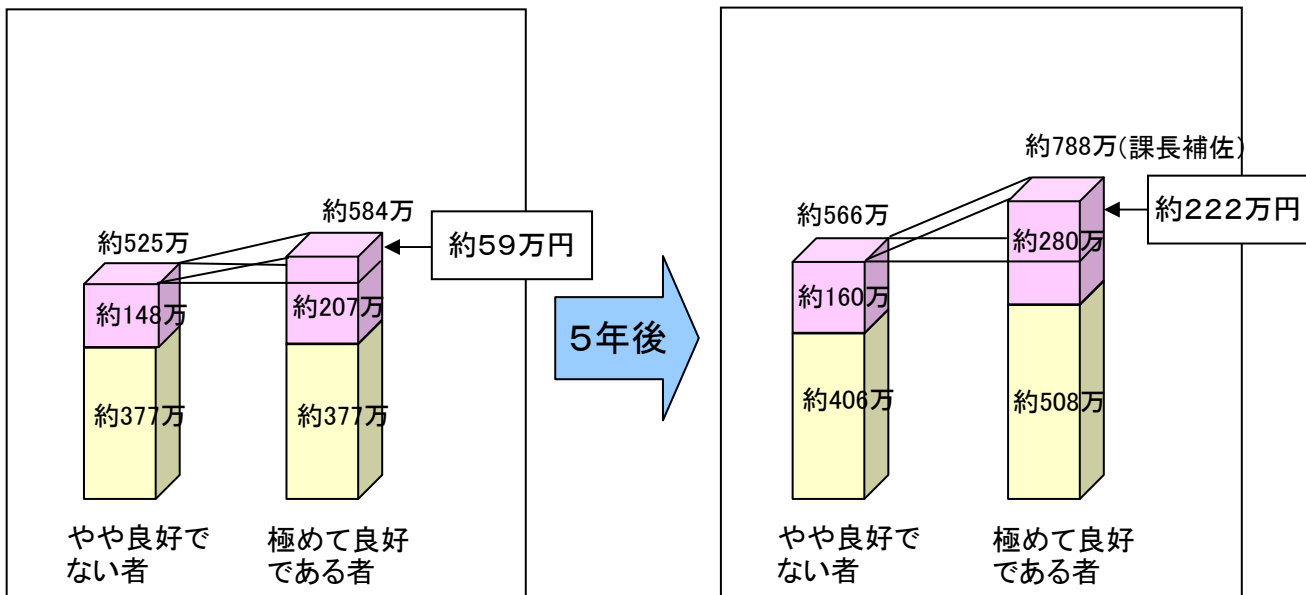 約525万
約584万
約59万円
約148万
約207万
約377万
約377万
やや良好で
ない者
極めて良好
である者
5年後
約788万(課長補佐)
約566万
約222万円
約280万
約160万
約406万
約508万
やや良好で
ない者
極めて良好
である者